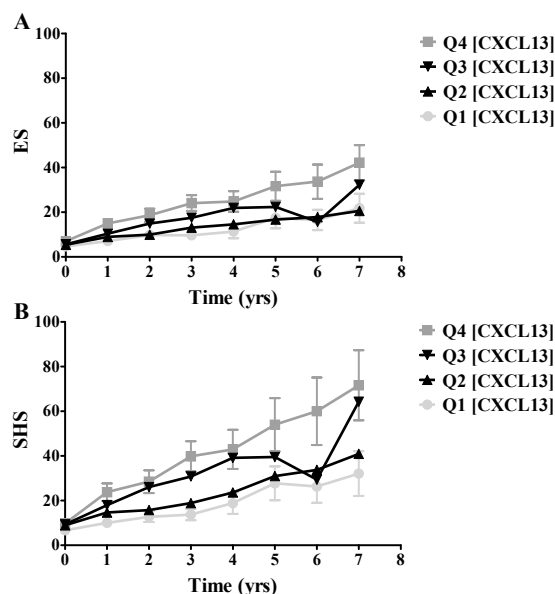 A
Q4 [CXCL13]
Q3 [CXCL13]
Q2 [CXCL13]
Q1 [CXCL13]
ES
100
80
60
40
20
0
0 1 2 3 4 5 6 7 8
Time (yrs)
B
Q4 [CXCL13]
Q3 [CXCL13]
Q2 [CXCL13]
Q1 [CXCL13]
SHS
100
80
60
40
20
0
0 1 2 3 4 5 6 7 8
Time (yrs)